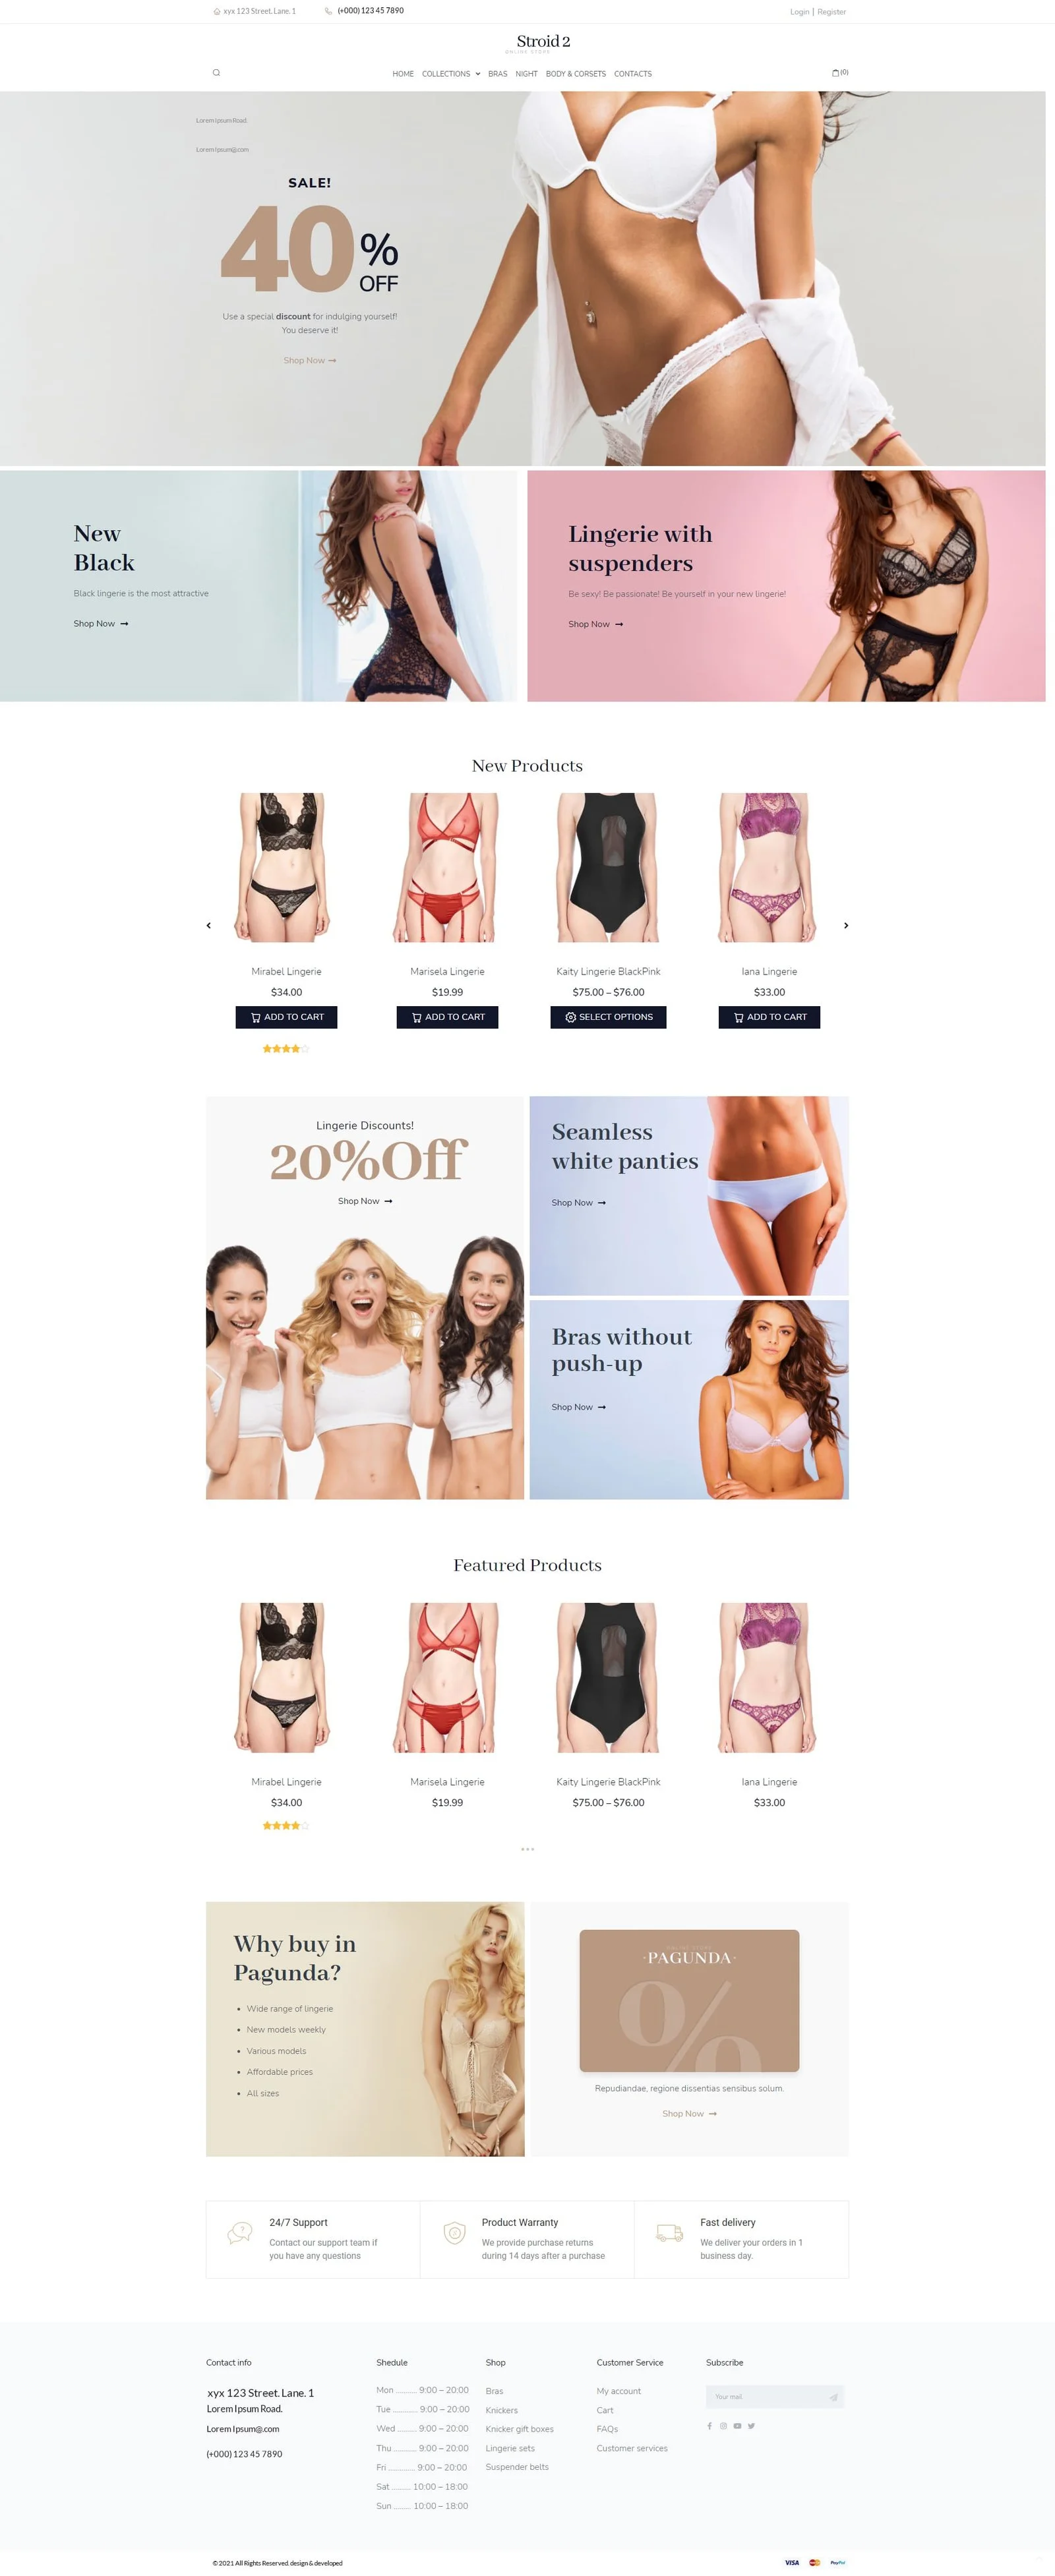 xyx 123 Street. Lane. 1
(+000) 123 45 7890
Login | Register
Stroid 2
HOME COLLECTIONS BRAS NIGHT BODY & CORSETS CONTACTS
(0)
Lorem ipsum Road.
Lorem Ipsum@.com
SALE!
40%
OFF
Use a special discount for indulging yourself!
You deserve it!
Shop Now
New
Black
Black lingerie is the most attractive
Shop Now
Lingerie with
suspenders
Be sexy! Be passionate! Be yourself in your new lingerie!
Shop Now
New Products
Mirabel Lingerie
$34.00
ADD TO CART
Marisela Lingerie
$19.99
ADD TO CART
Kaity Lingerie BlackPink
$75.00 – $76.00
SELECT OPTIONS
Iana Lingerie
$33.00
ADD TO CART
Lingerie Discounts!
20%Off
Shop Now
Seamless
white panties
Shop Now
Bras without
push-up
Shop Now
Featured Products
Mirabel Lingerie
$34.00
Marisela Lingerie
$19.99
Kaity Lingerie BlackPink
$75.00 – $76.00
Iana Lingerie
$33.00
Why buy in
Pagunda?
• Wide range of lingerie
• New models weekly
• Various models
• Affordable prices
• All sizes
·PAGUNDA·
%
Repudiandae, regione dissentias sensibus solum.
Shop Now
24/7 Support
Contact our support team if
you have any questions
Product Warranty
We provide purchase returns
during 14 days after a purchase
Fast delivery
We deliver your orders in 1
business day.
Contact info
xyx 123 Street. Lane. 1
Lorem Ipsum Road.
Lorem Ipsum@.com
(+000) 123 45 7890
Shedule
Mon ........... 9:00 – 20:00
Tue ............. 9:00 – 20:00
Wed .......... 9:00 – 20:00
Thu ............ 9:00 – 20:00
Fri .............. 9:00 – 20:00
Sat .......... 10:00 – 18:00
Sun ......... 10:00 – 18:00
Shop
Bras
Knickers
Knicker gift boxes
Lingerie sets
Suspender belts
Customer Service
My account
Cart
FAQs
Customer services
Subscribe
Your mail
© 2021 All Rights Reserved. design & developed
VISA PayPal